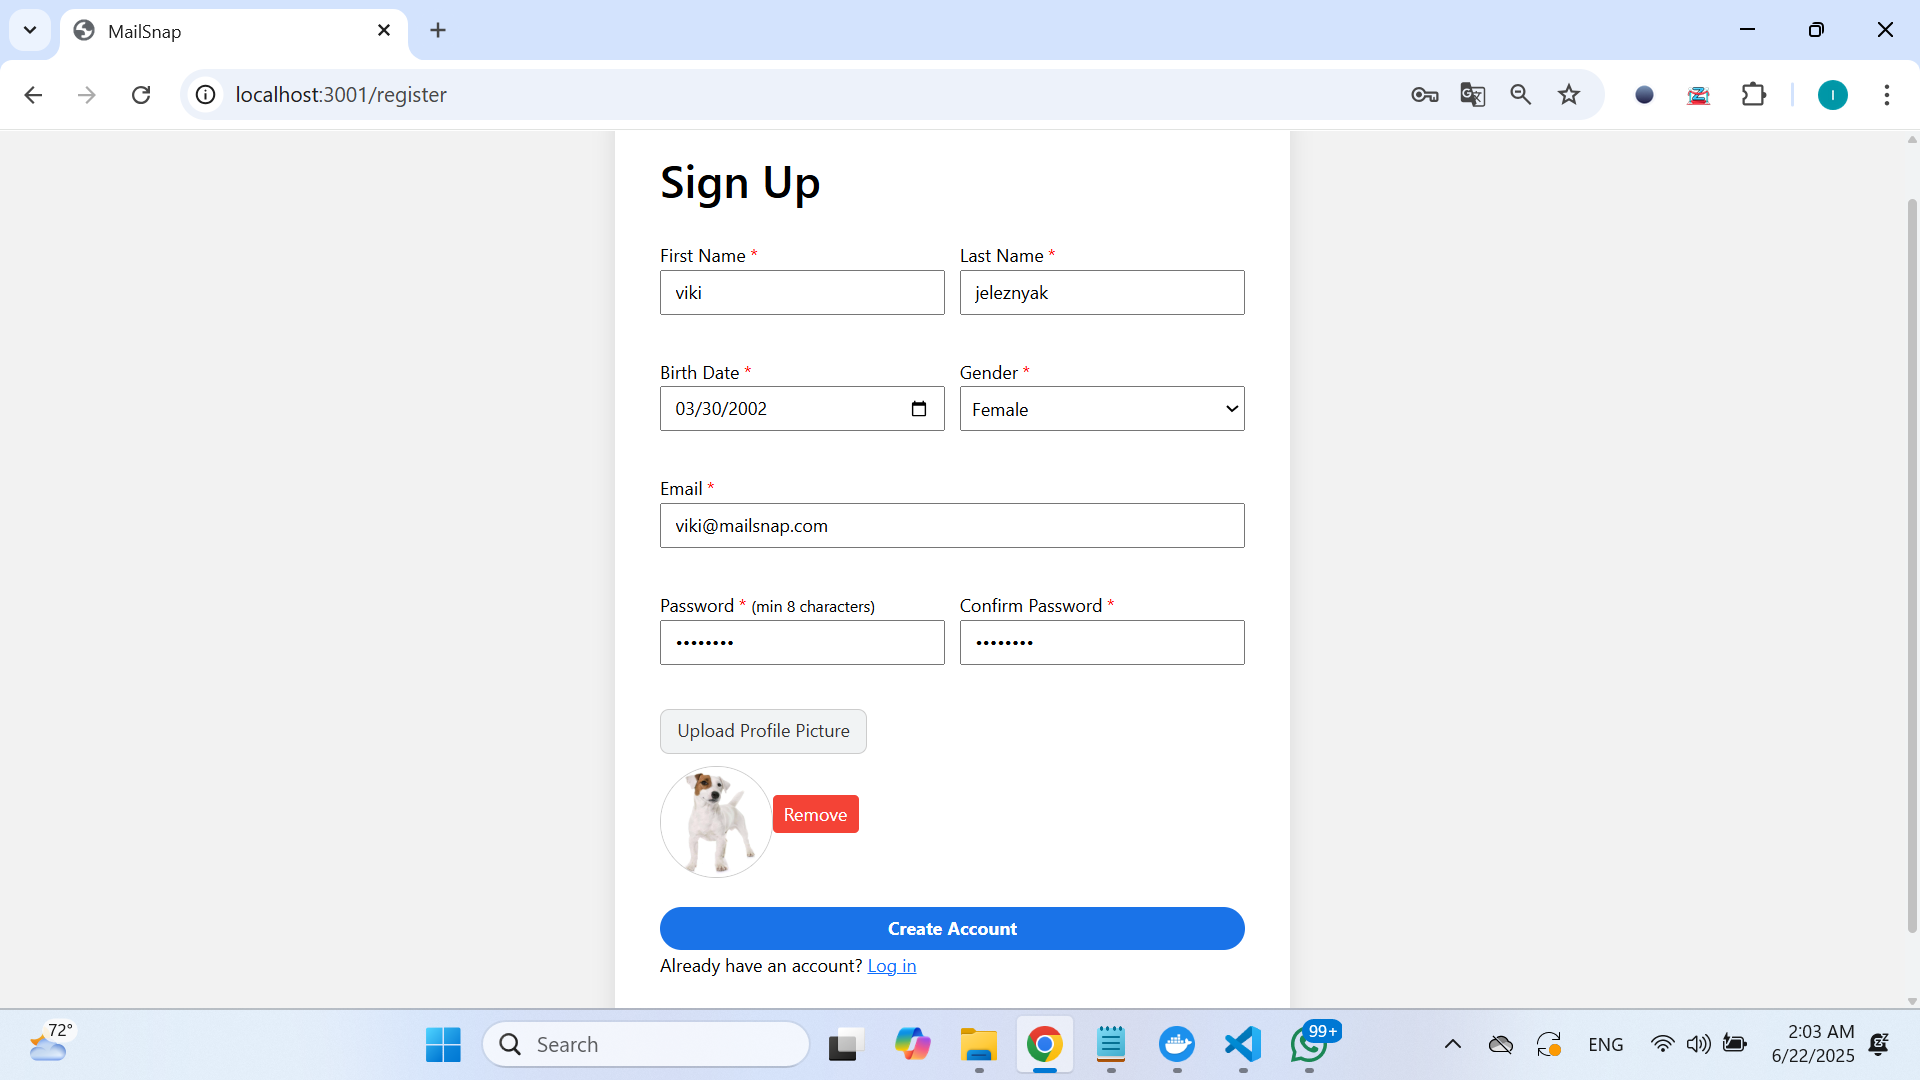 MailSnap
localhost:3001/register
Sign Up
First Name *
Last Name *
viki
jeleznyak
Birth Date *
Gender *
03/30/2002
Female
Email *
viki@mailsnap.com
Password * (min 8 characters)
Confirm Password *
••••••••
••••••••
Upload Profile Picture
Remove
Create Account
Already have an account? Log in
72°
Search
99+
ENG
2:03 AM
6/22/2025
I